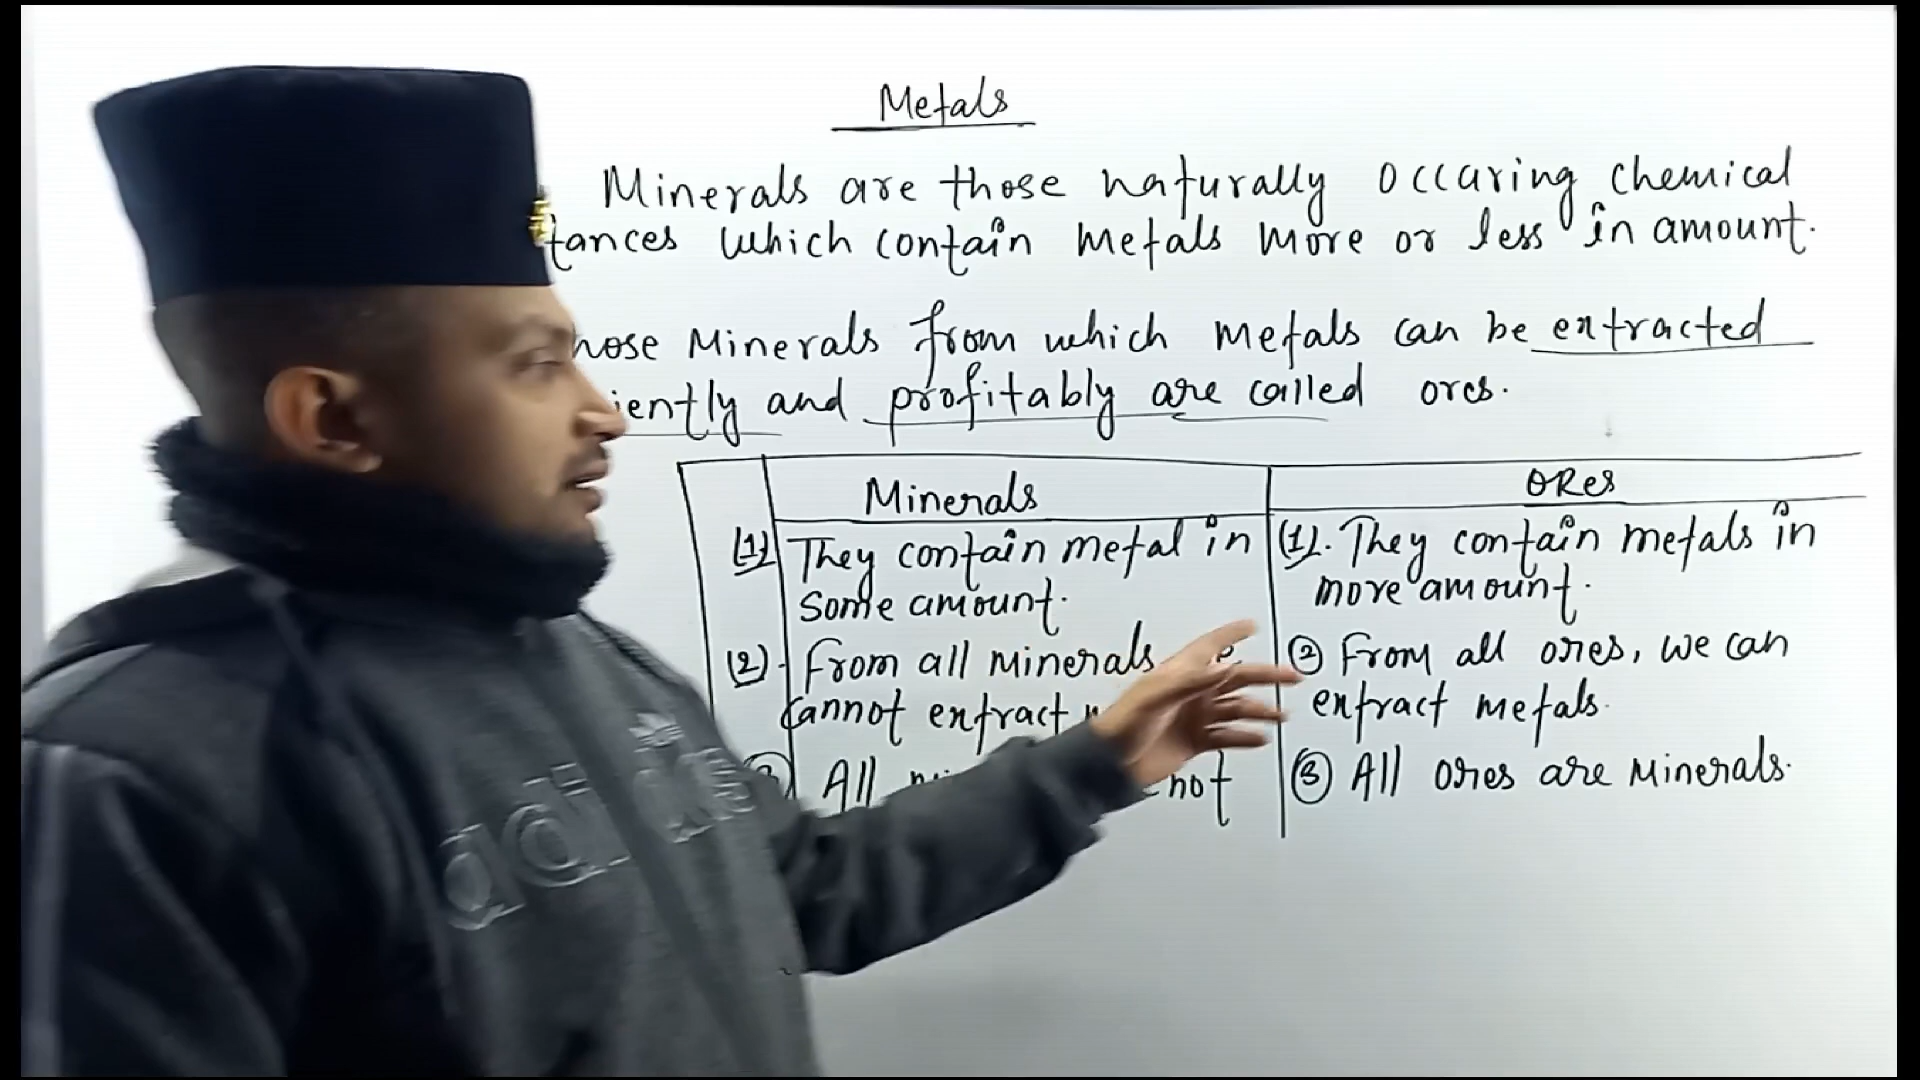 Metals
Minerals are those naturally occuring chemical
tances which contain metals more or less in amount.
hose Minerals from which metals can be extracted
iently and profitably are called ores.
Minerals ORes
(1) They contain metal in (1). They contain metals in
some amount. more amount.
(2). From all minerals (2) From all ores, we can
cannot extract extract metals.
All not (3) All ores are Minerals.
adidas